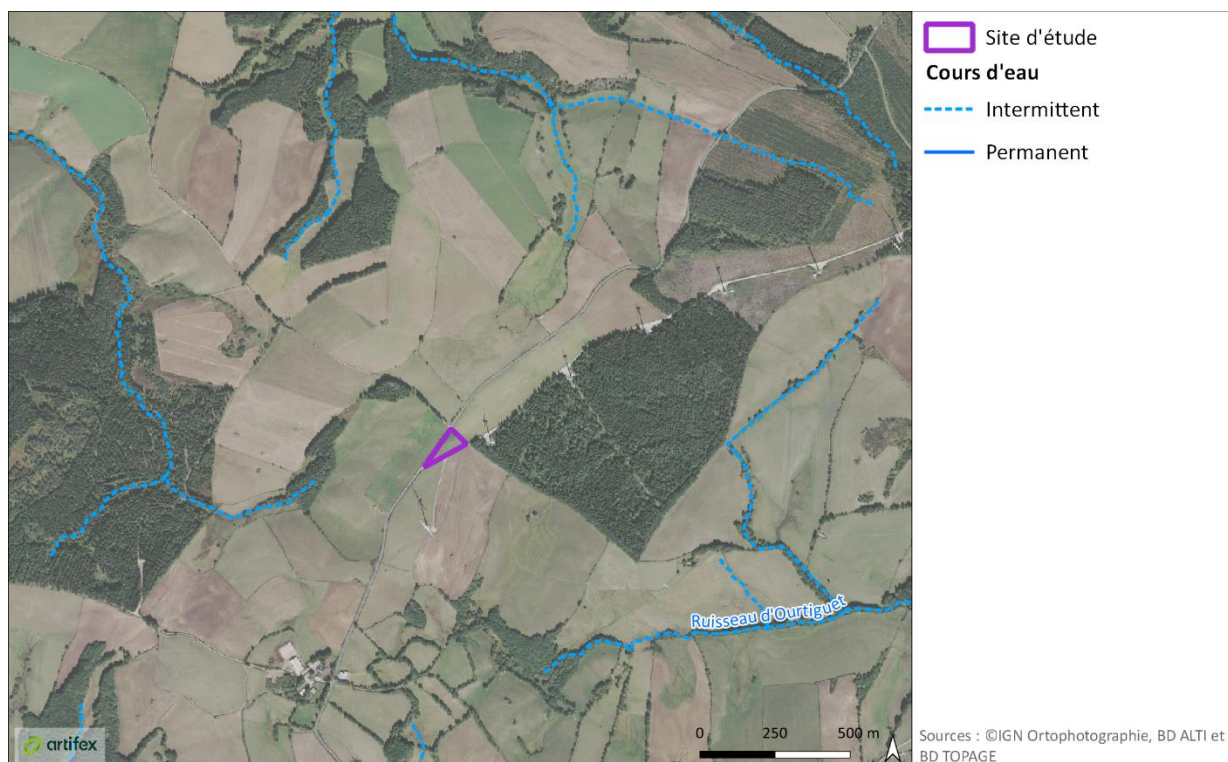 Site d'étude
Cours d'eau
Intermittent
Permanent
Ruisseau d'Ourtiguet
artifex
0 250 500 m
Sources : ©IGN Ortophotographie, BD ALTI et
BD TOPAGE